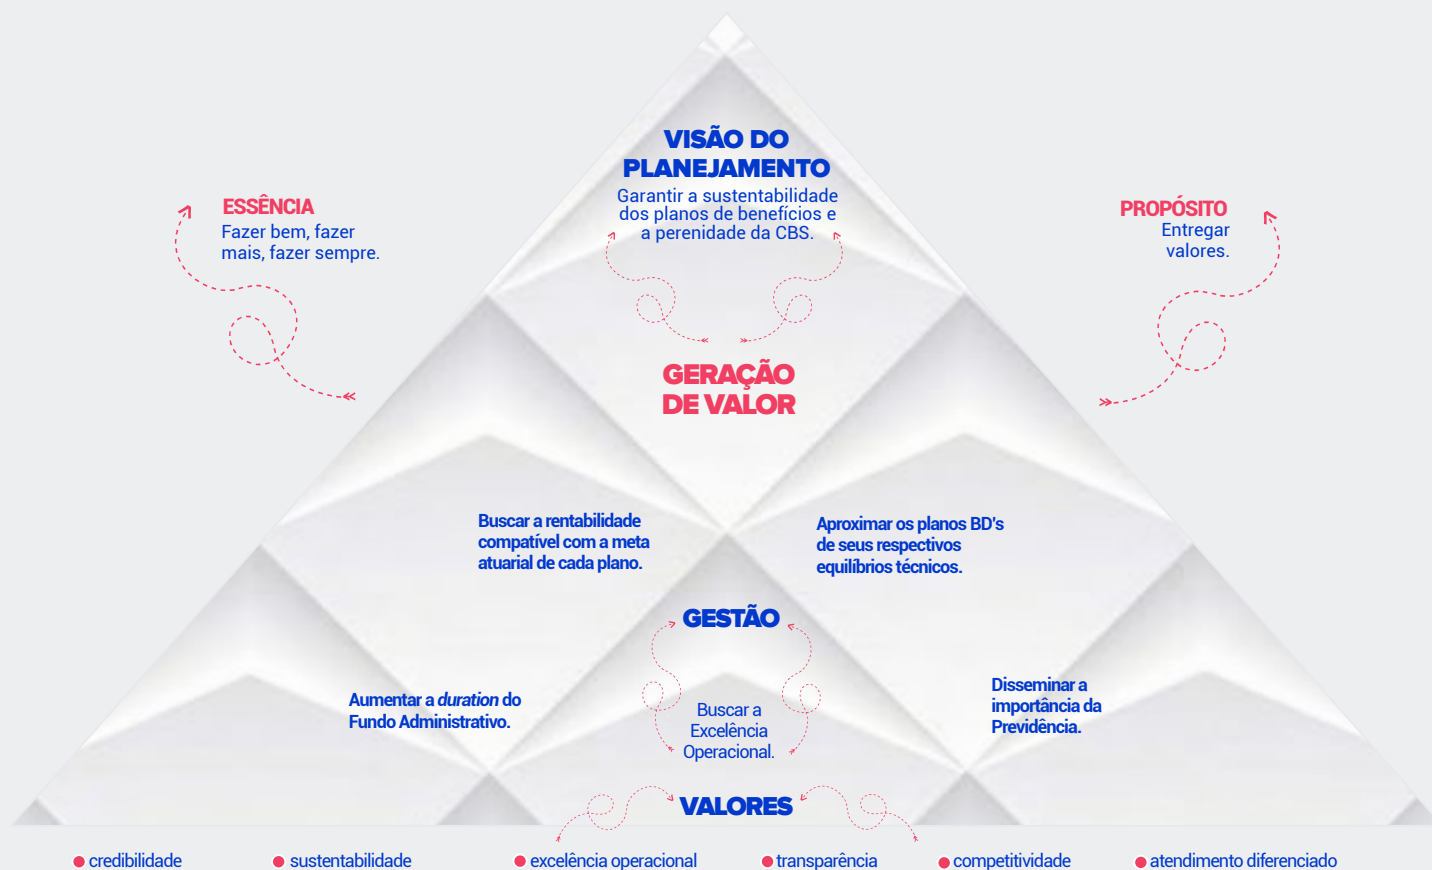 VISÃO DO
PLANEJAMENTO
Garantir a sustentabilidade
dos planos de benefícios e
a perenidade da CBS.
ESSÊNCIA
Fazer bem, fazer
mais, fazer sempre.
PROPÓSITO
Entregar
valores.
GERAÇÃO
DE VALOR
Buscar a rentabilidade
compatível com a meta
atuarial de cada plano.
Aproximar os planos BD's
de seus respectivos
equilíbrios técnicos.
GESTÃO
Buscar a
Excelência
Operacional.
Aumentar a duration do
Fundo Administrativo.
Disseminar a
importância da
Previdência.
VALORES
credibilidade
sustentabilidade
excelência operacional
transparência
competitividade
atendimento diferenciado